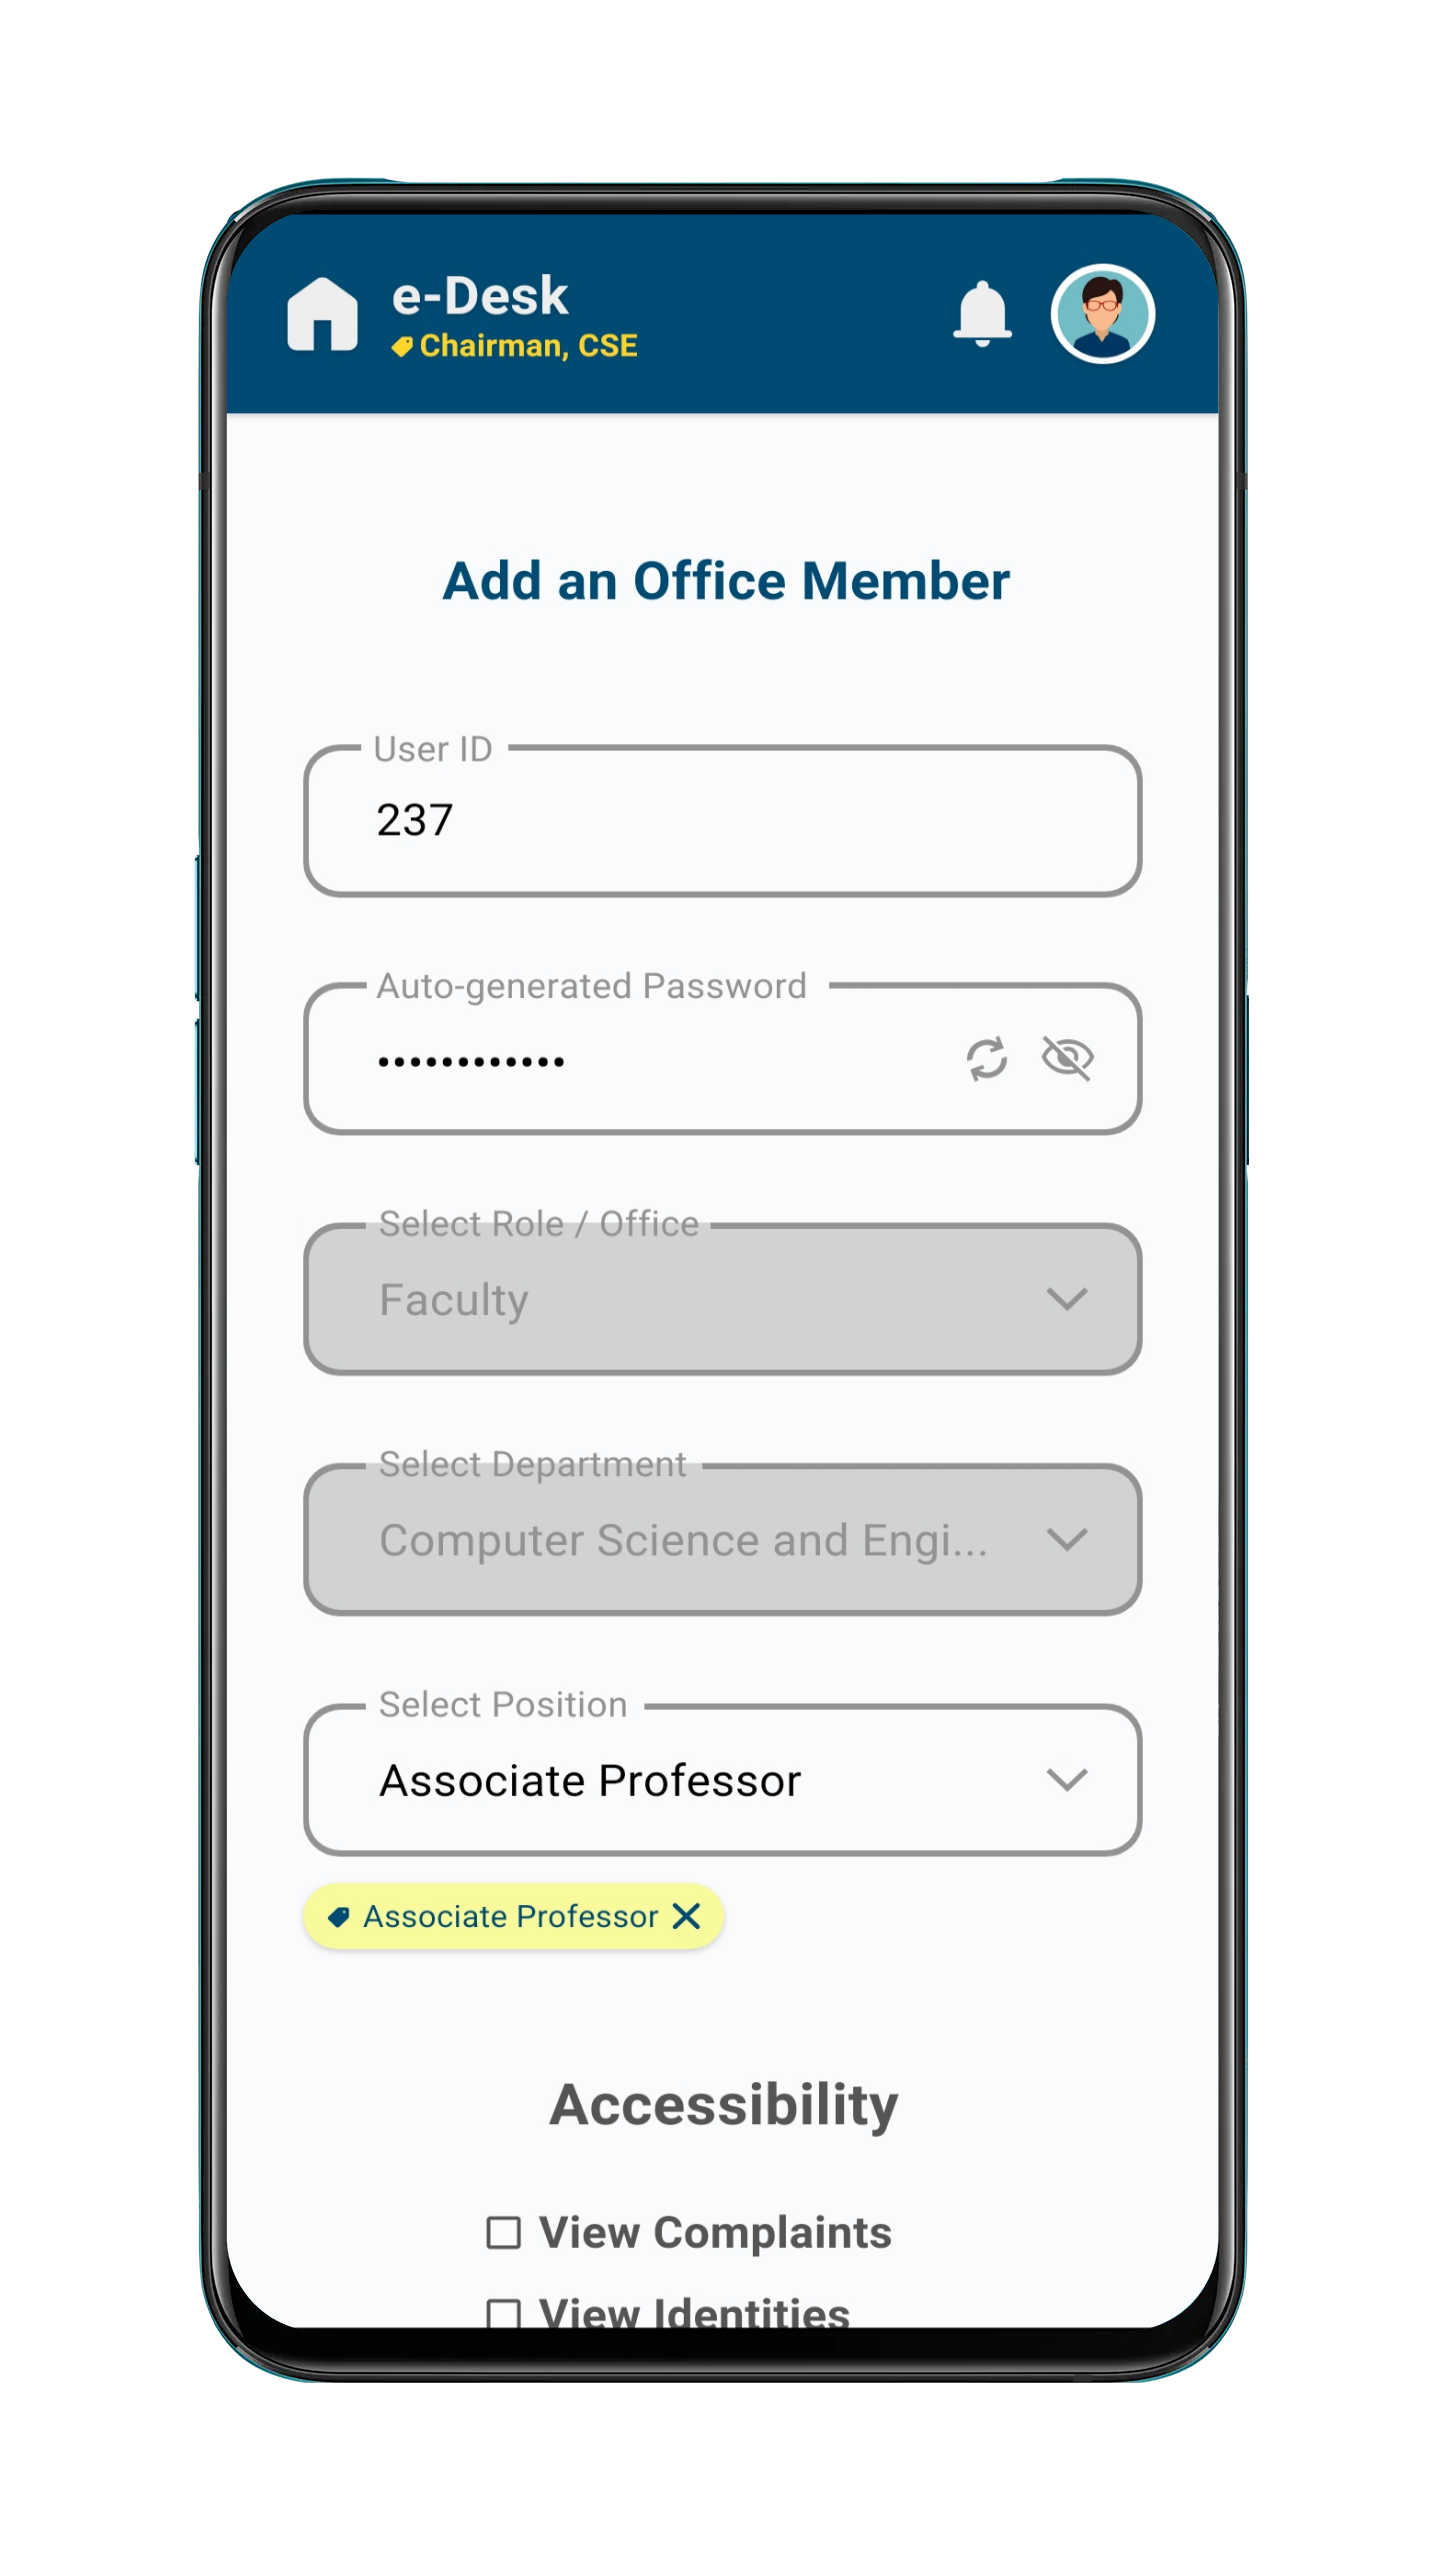 e-Desk
Chairman, CSE
Add an Office Member
User ID
237
Auto-generated Password
••••••••••••
Select Role / Office
Faculty
Select Department
Computer Science and Engi...
Select Position
Associate Professor
Associate Professor
Accessibility
View Complaints
View Identities